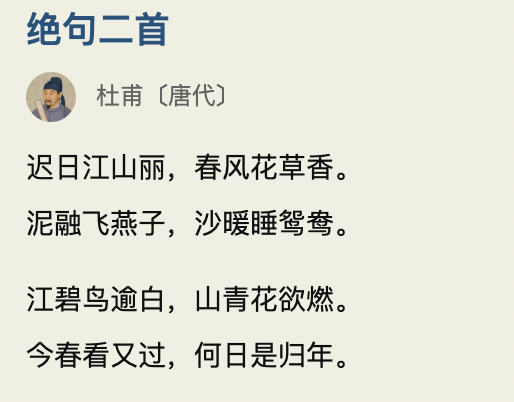 绝句二首
杜甫〔唐代〕
迟日江山丽，春风花草香。
泥融飞燕子，沙暖睡鸳鸯。
江碧鸟逾白，山青花欲燃。
今春看又过，何日是归年。